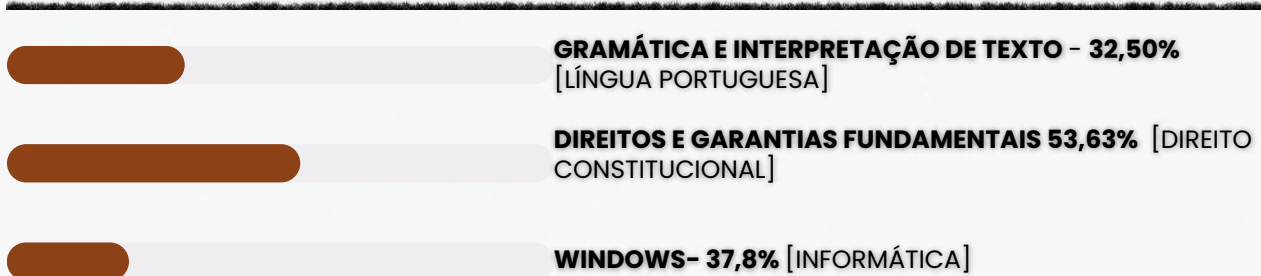 GRAMÁTICA E INTERPRETAÇÃO DE TEXTO - 32,50%
[LÍNGUA PORTUGUESA]
DIREITOS E GARANTIAS FUNDAMENTAIS 53,63% [DIREITO
CONSTITUCIONAL]
WINDOWS- 37,8% [INFORMÁTICA]